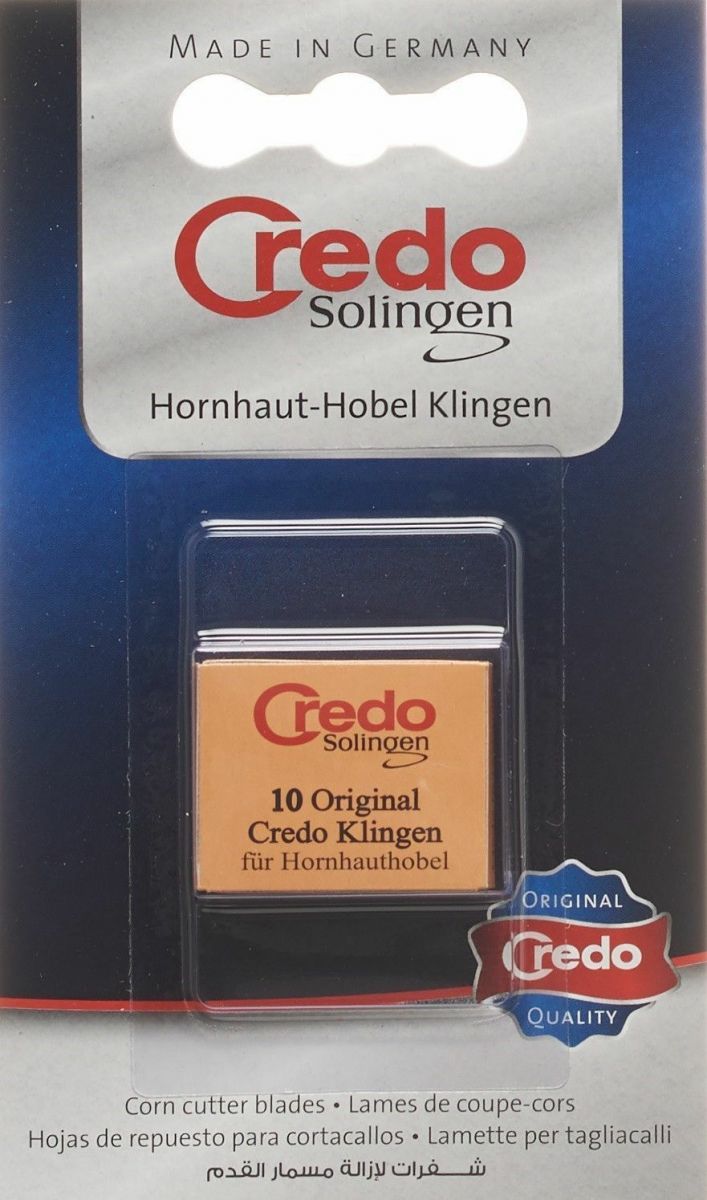 MADE IN GERMANY
Credo
Solingen
Hornhaut-Hobel Klingen
Credo
Solingen
10 Original
Credo Klingen
für Hornhauthobel
ORIGINAL
Credo
QUALITY
Corn cutter blades • Lames de coupe-cors
Hojas de repuesto para cortacallos • Lamette per tagliacalli
شفرات لإزالة مسمار القدم